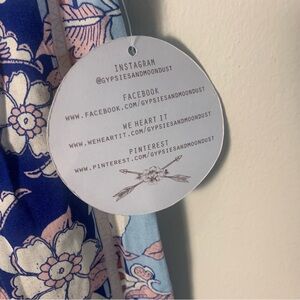 INSTAGRAM
@GYPSIESANDMOONDUST
FACEBOOK
WWW.FACEBOOK.COM/GYPSIESANDMOONDUST
WE HEART IT
WWW.WEHEARTIT.COM/GYPSIESANDMOONDUST
PINTEREST
WWW.PINTEREST.COM/GYPSIESANDMOONDUST